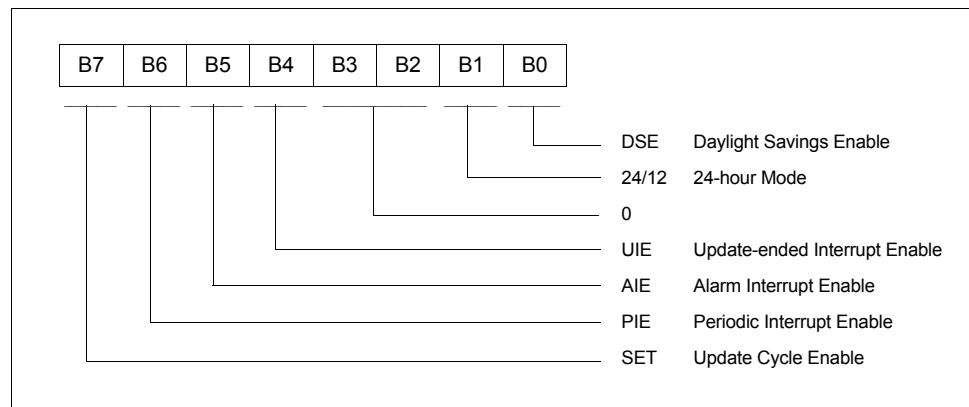 B7 B6 B5 B4 B3 B2 B1 B0
DSE Daylight Savings Enable
24/12 24-hour Mode
0
UIE Update-ended Interrupt Enable
AIE Alarm Interrupt Enable
PIE Periodic Interrupt Enable
SET Update Cycle Enable